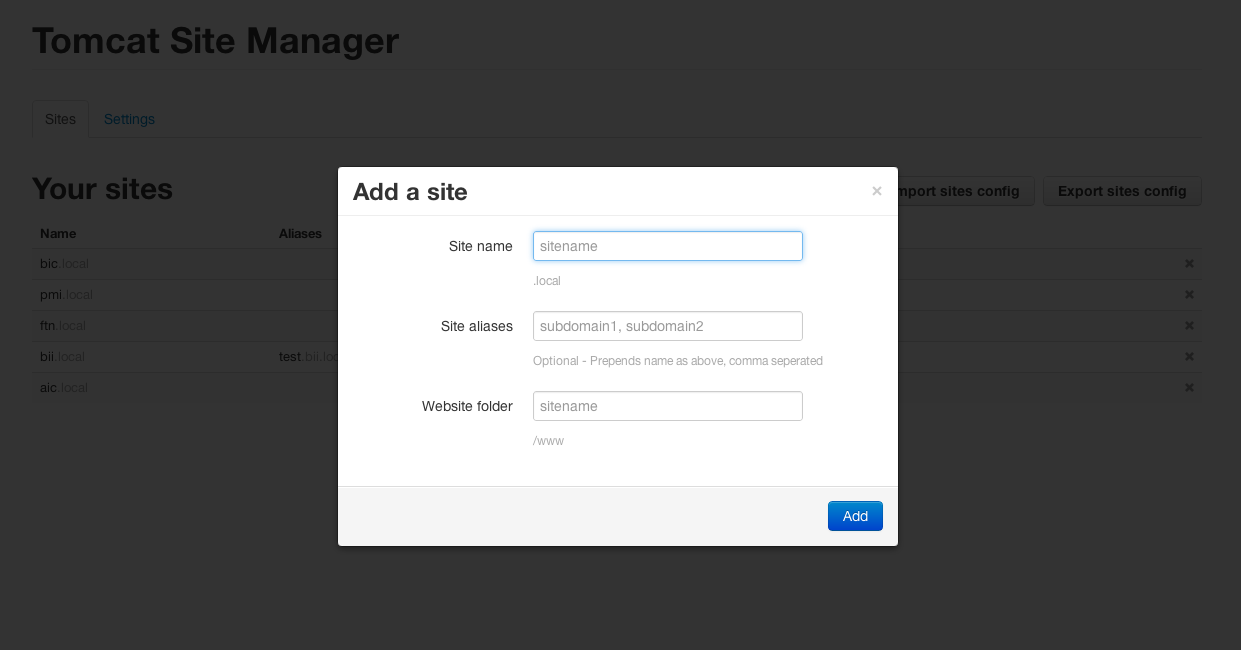 Tomcat Site Manager
Sites Settings
Your sites
mport sites config Export sites config
Name Aliases
bic.local
pmi.local
ftn.local
bii.local test.bii.loc
aic.local
Add a site ×
Site name sitename
.local
Site aliases subdomain1, subdomain2
Optional - Prepends name as above, comma seperated
Website folder sitename
/www
Add